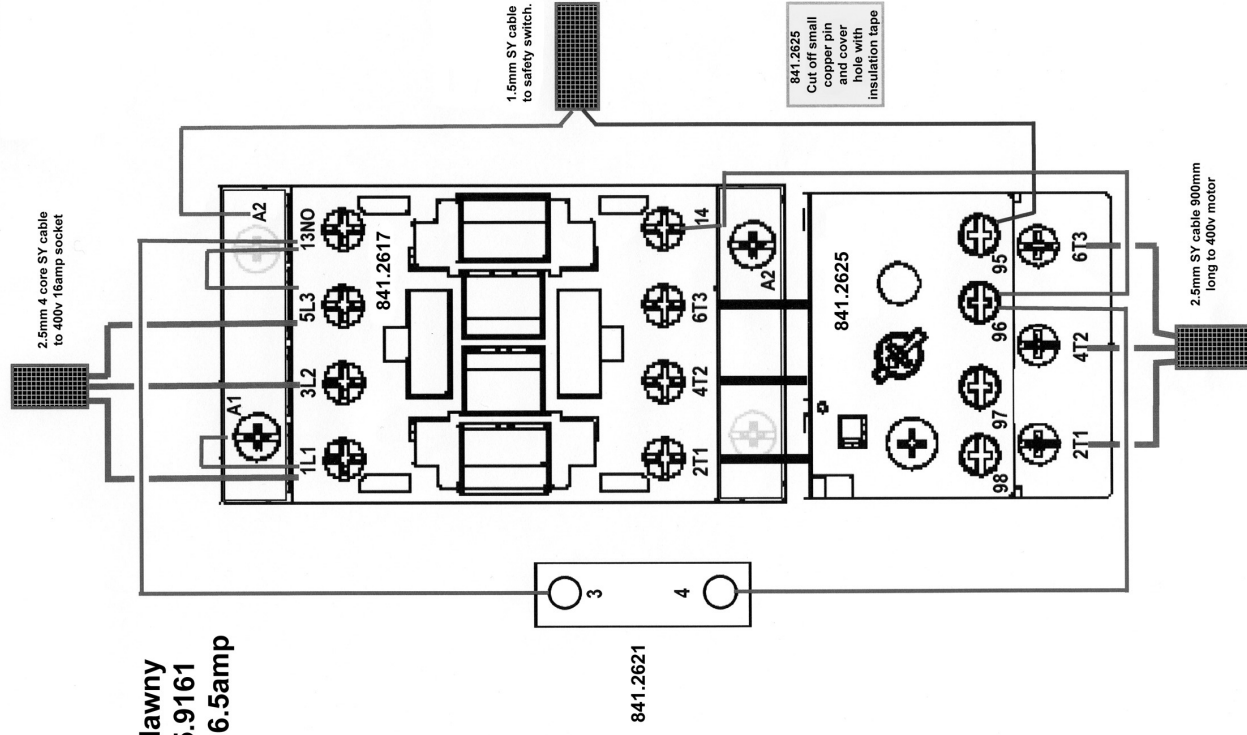 1.5mm SY cable
to safety switch.
841.2625
Cut off small
copper pin
and cover
hole with
insulation tape
2.5mm 4 core SY cable
to 400v 16amp socket
2.5mm SY cable 900mm
long to 400v motor
A2
13NO
5L3
3L2
A1
1L1
841.2617
14
6T3
4T2
2T1
A2
841.2625
95
96
97
98
6T3
4T2
2T1
3
4
841.2621
.9161
6.5amp